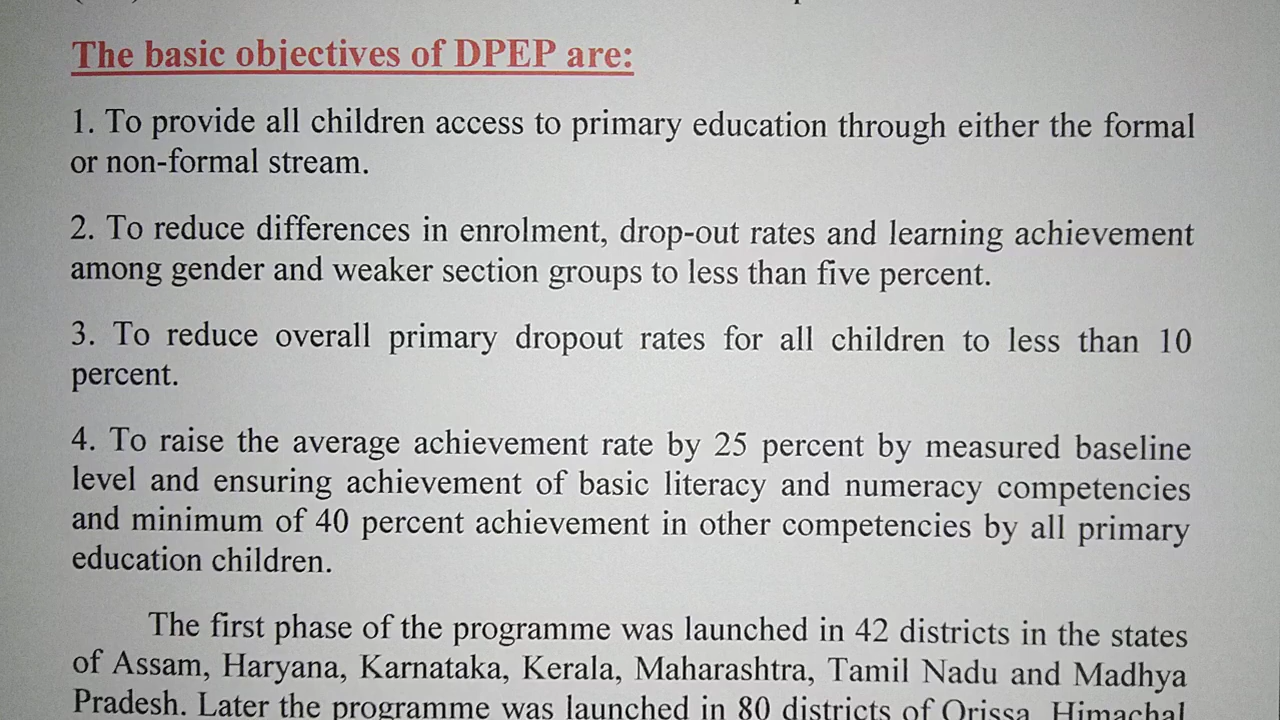 The basic objectives of DPEP are:
1. To provide all children access to primary education through either the formal
or non-formal stream.
2. To reduce differences in enrolment, drop-out rates and learning achievement
among gender and weaker section groups to less than five percent.
3. To reduce overall primary dropout rates for all children to less than 10
percent.
4. To raise the average achievement rate by 25 percent by measured baseline
level and ensuring achievement of basic literacy and numeracy competencies
and minimum of 40 percent achievement in other competencies by all primary
education children.
The first phase of the programme was launched in 42 districts in the states
of Assam, Haryana, Karnataka, Kerala, Maharashtra, Tamil Nadu and Madhya
Pradesh. Later the programme was launched in 80 districts of Orissa, Himachal